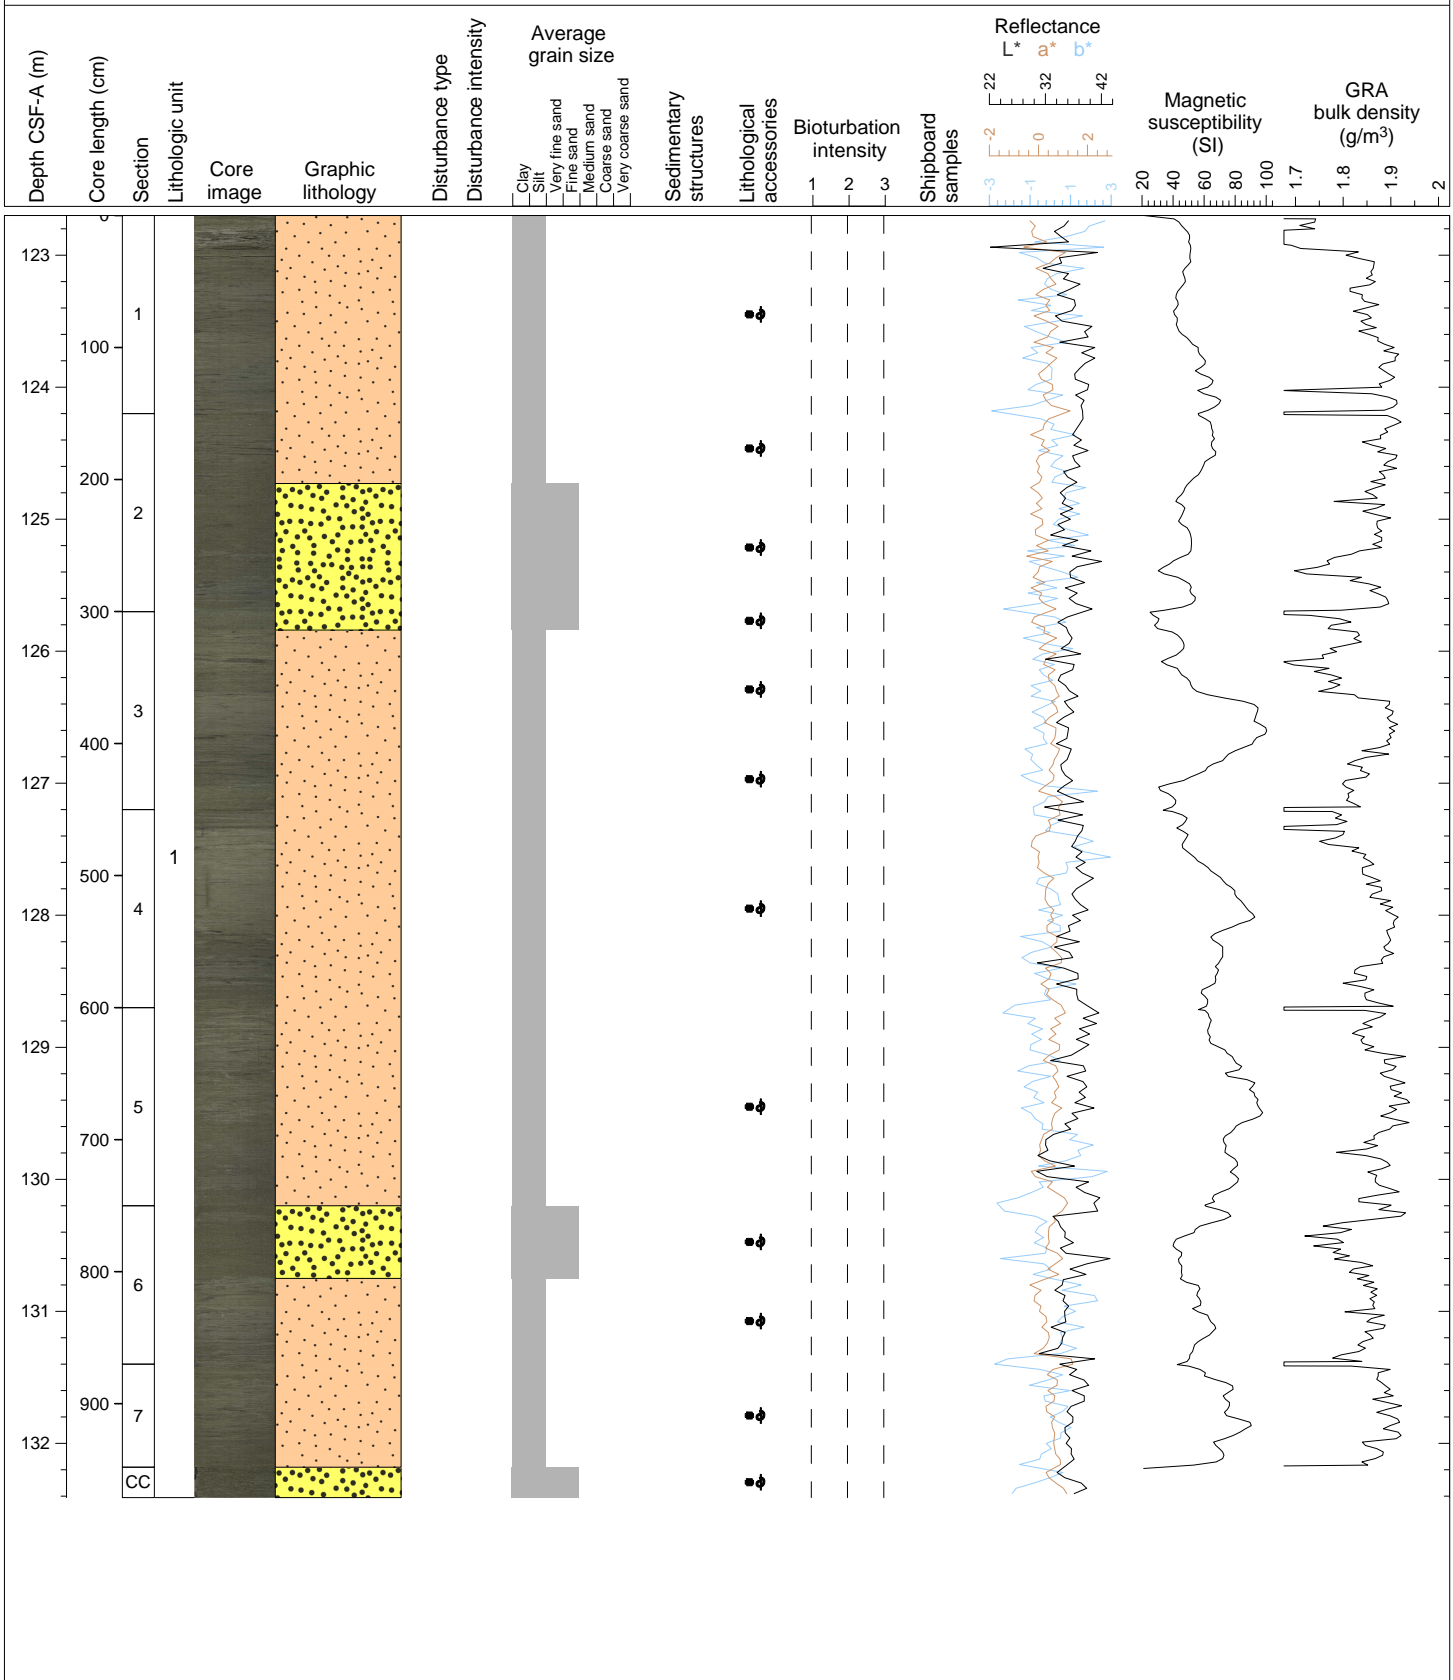 Depth CSF-A (m)
Core length (cm)
Section
Lithologic unit
Core
image
Graphic
lithology
Disturbance type
Disturbance intensity
Average
grain size
Clay
Silt
Very fine sand
Fine sand
Medium sand
Coarse sand
Very coarse sand
Sedimentary
structures
Lithological
accessories
Bioturbation
intensity
1 2 3
Shipboard
samples
Reflectance
L* a* b*
22 32 42
-2 0 2
-3 -1 1 3
Magnetic
susceptibility
(SI)
20 40 60 80 100
GRA
bulk density
(g/m³)
1.7 1.8 1.9 2
0
123
1
100
124
200
2
125
300
126
3
400
127
1
500
4
128
600
129
5
700
130
800
6
131
900
7
132
CC